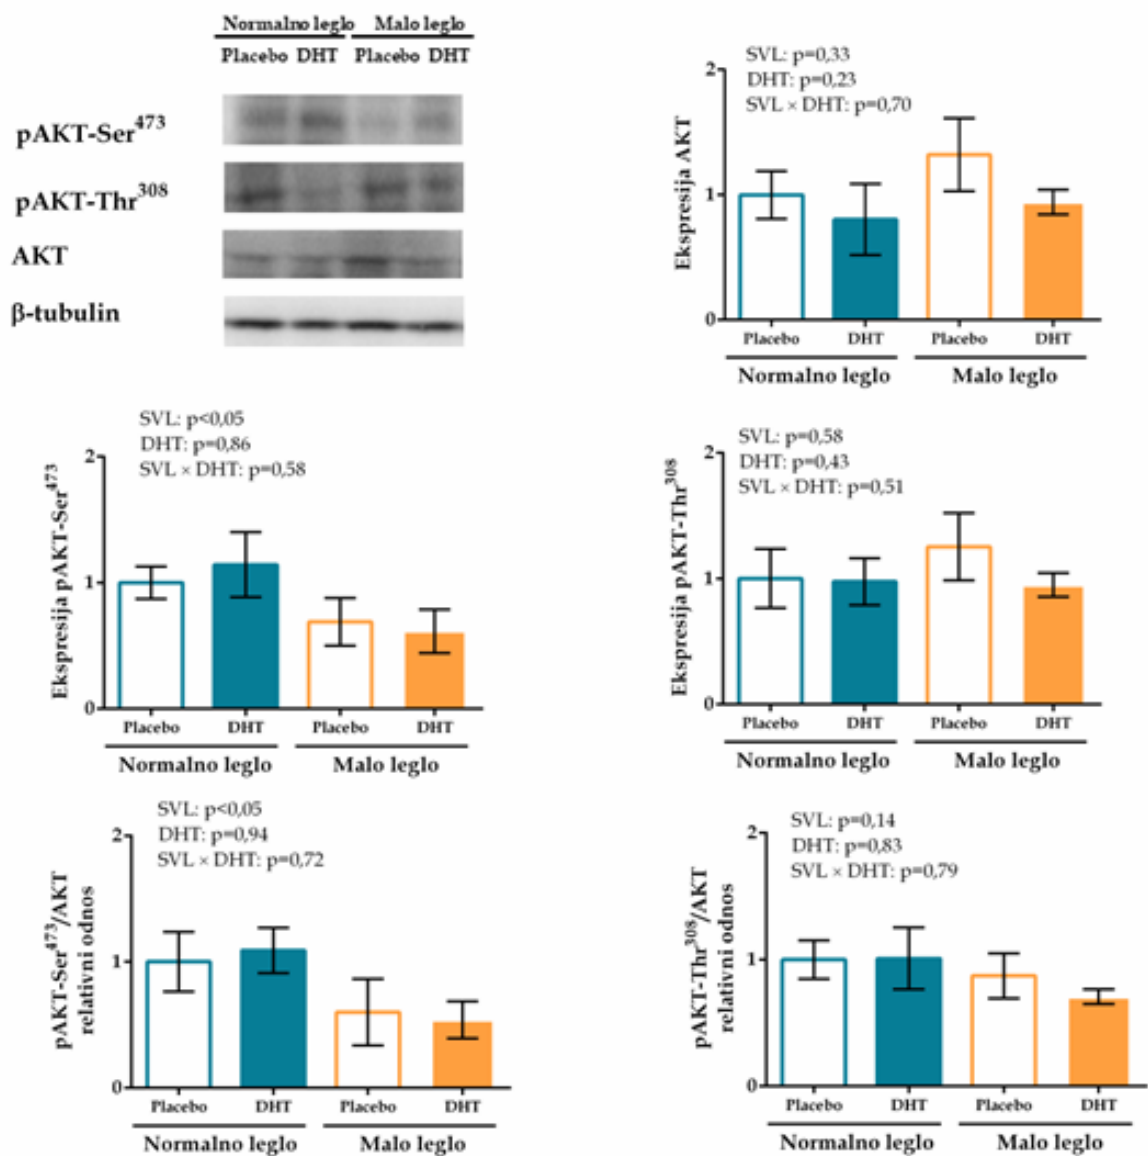 Normalno leglo Malo leglo
Placebo DHT Placebo DHT
pAKT-Ser⁴⁷³
pAKT-Thr³⁰⁸
AKT
β-tubulin
SVL: p=0,33
DHT: p=0,23
SVL × DHT: p=0,70
Ekspresija AKT
2
1
0
Placebo DHT Placebo DHT
Normalno leglo Malo leglo
SVL: p<0,05
DHT: p=0,86
SVL × DHT: p=0,58
Ekspresija pAKT-Ser⁴⁷³
2
1
0
Placebo DHT Placebo DHT
Normalno leglo Malo leglo
SVL: p=0,58
DHT: p=0,43
SVL × DHT: p=0,51
Ekspresija pAKT-Thr³⁰⁸
2
1
0
Placebo DHT Placebo DHT
Normalno leglo Malo leglo
SVL: p<0,05
DHT: p=0,94
SVL × DHT: p=0,72
pAKT-Ser⁴⁷³/AKT
relativni odnos
2
1
0
Placebo DHT Placebo DHT
Normalno leglo Malo leglo
SVL: p=0,14
DHT: p=0,83
SVL × DHT: p=0,79
pAKT-Thr³⁰⁸/AKT
relativni odnos
2
1
0
Placebo DHT Placebo DHT
Normalno leglo Malo leglo